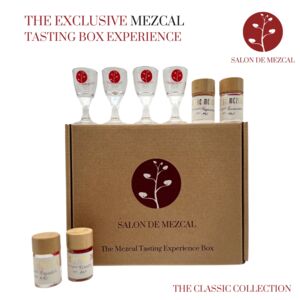 THE EXCLUSIVE MEZCAL
TASTING BOX EXPERIENCE
SALON DE MEZCAL
SALON DE MEZCAL
The Mezcal Tasting Experience Box
THE CLASSIC COLLECTION